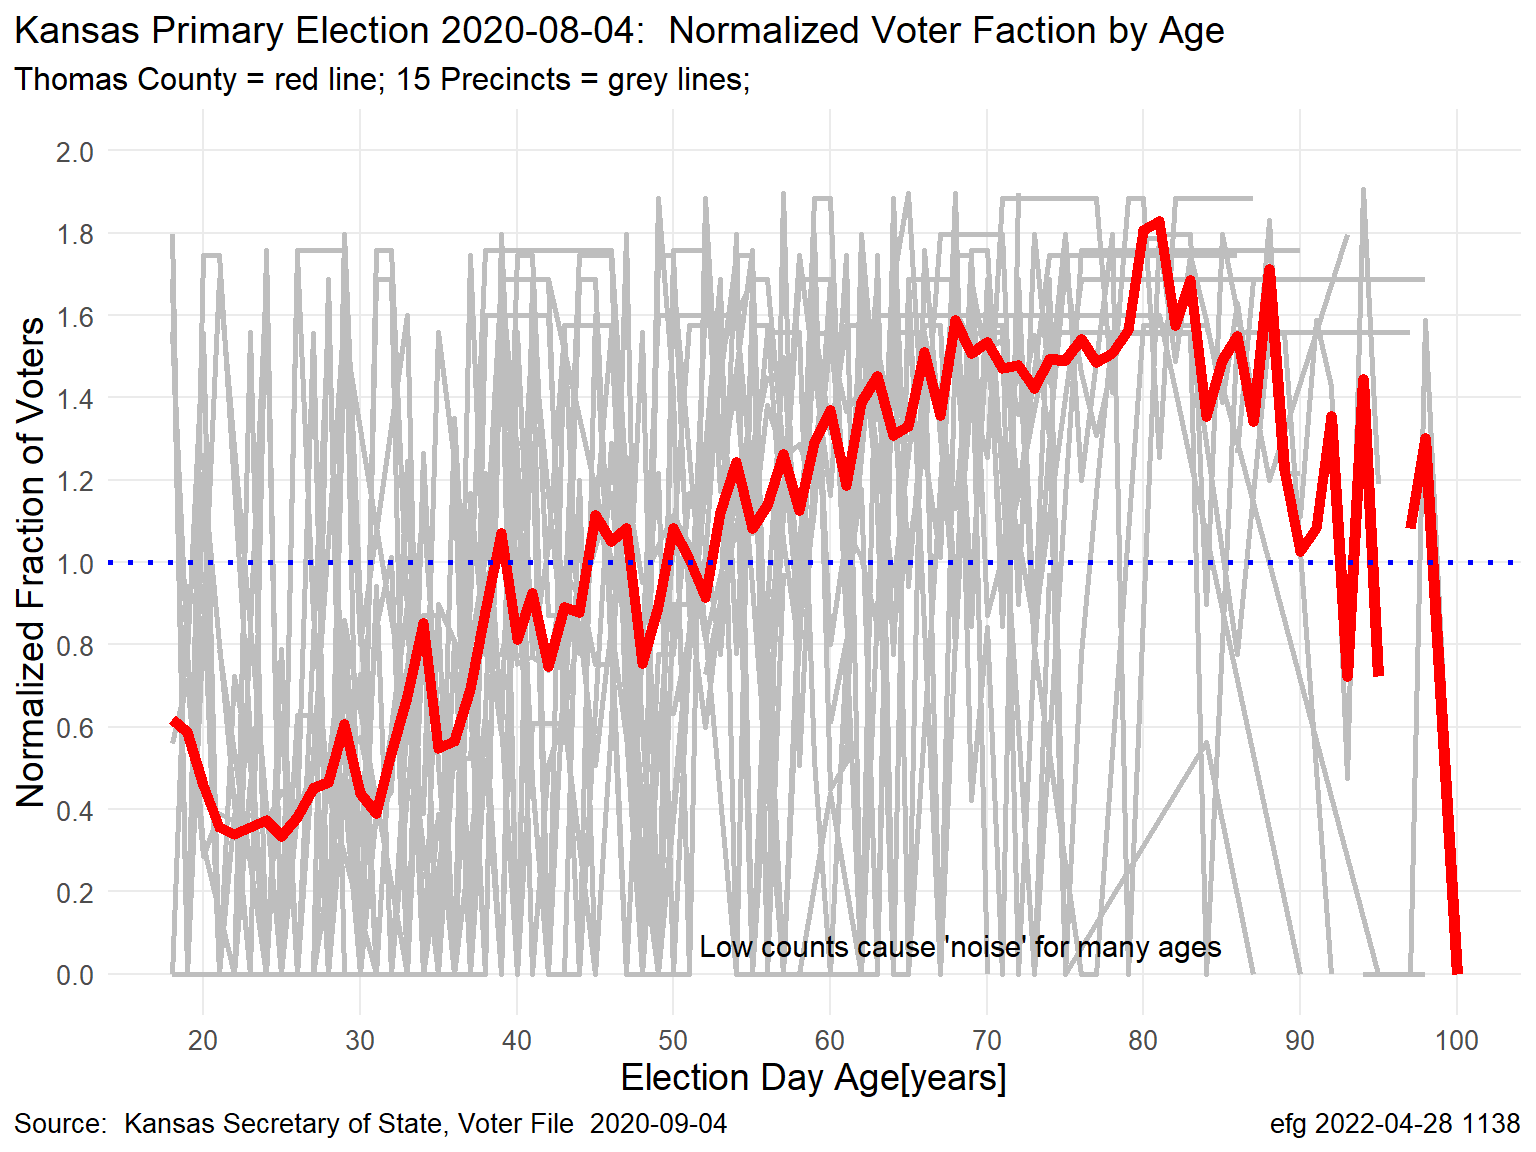 Kansas Primary Election 2020-08-04:  Normalized Voter Faction by Age
Thomas County = red line; 15 Precincts = grey lines;
Normalized Fraction of Voters
2.0
1.8
1.6
1.4
1.2
1.0
0.8
0.6
0.4
0.2
0.0
Low counts cause 'noise' for many ages
20 30 40 50 60 70 80 90 100
Election Day Age[years]
Source:  Kansas Secretary of State, Voter File  2020-09-04
efg 2022-04-28 1138